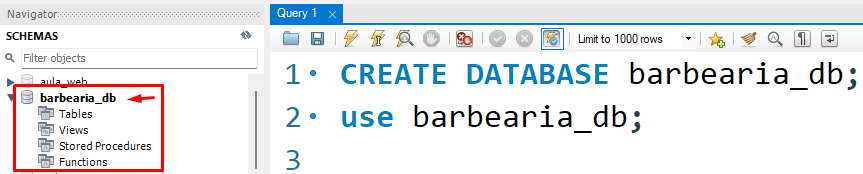 Navigator
SCHEMAS
Filter objects
aula_web
barbearia_db
Tables
Views
Stored Procedures
Functions
Query 1 ×
Limit to 1000 rows
1 CREATE DATABASE barbearia_db;
2 use barbearia_db;
3